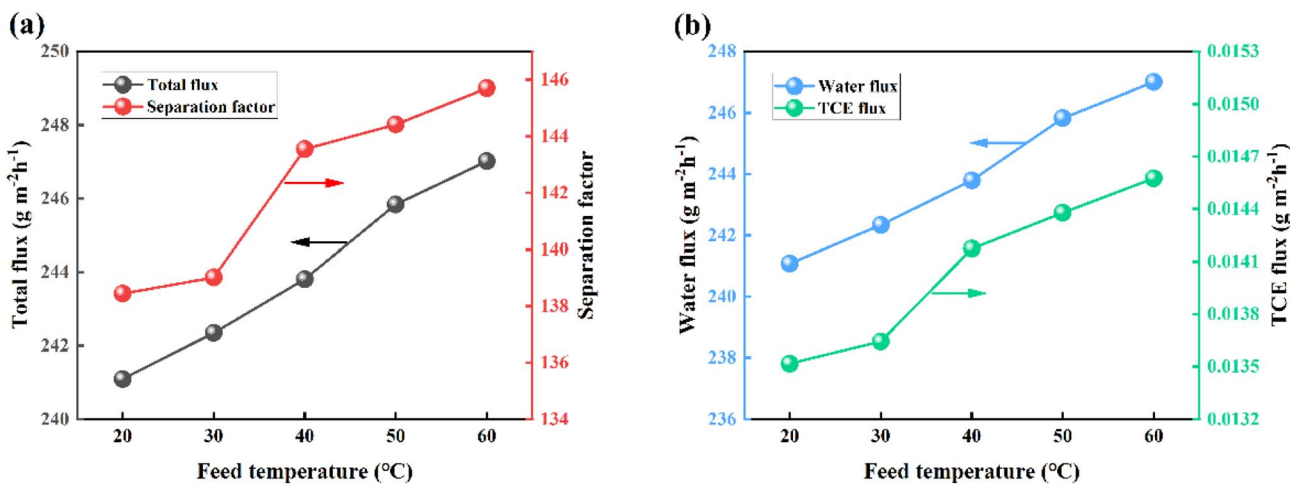 (a)
250
248
246
244
242
240
Total flux (g m⁻²h⁻¹)
Total flux
Separation factor
146
144
142
140
138
136
134
Separation factor
20 30 40 50 60
Feed temperature (°C)
(b)
248
246
244
242
240
238
236
Water flux (g m⁻²h⁻¹)
Water flux
TCE flux
0.0153
0.0150
0.0147
0.0144
0.0141
0.0138
0.0135
0.0132
TCE flux (g m⁻²h⁻¹)
20 30 40 50 60
Feed temperature (°C)